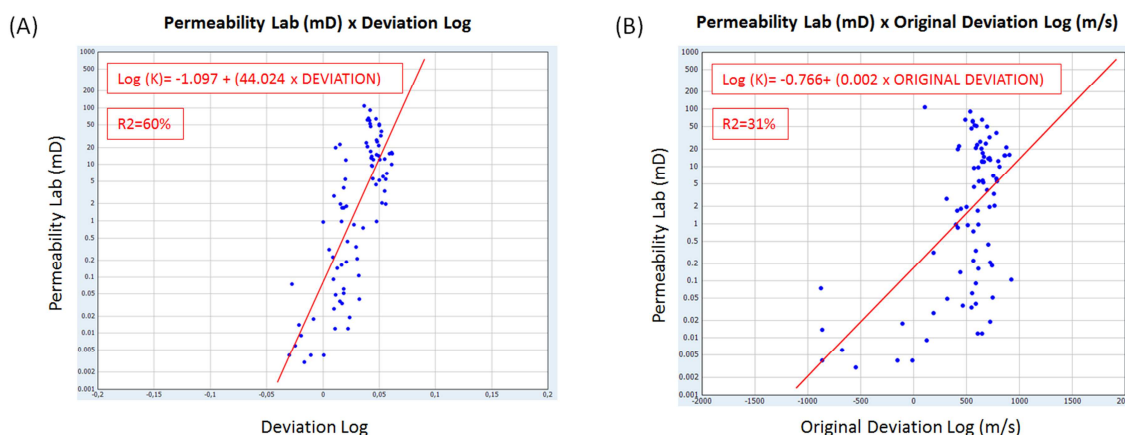 (A)
Permeability Lab (mD) x Deviation Log
1000
500
200
100
50
20
10
5
2
1
0.5
0.2
0.1
0.05
0.02
0.01
0.005
0.002
0.001
Log (K)= -1.097 + (44.024 x DEVIATION)
R2=60%
Permeability Lab (mD)
-0,2 -0,15 -0,1 -0,05 0 0,05 0,1 0,15 0,2
Deviation Log
(B)
Permeability Lab (mD) x Original Deviation Log (m/s)
1000
500
200
100
50
20
10
5
2
1
0.5
0.2
0.1
0.05
0.02
0.01
0.005
0.002
0.001
Log (K)= -0.766+ (0.002 x ORIGINAL DEVIATION)
R2=31%
Permeability Lab (mD)
-2000 -1500 -1000 -500 0 500 1000 1500
Original Deviation Log (m/s)